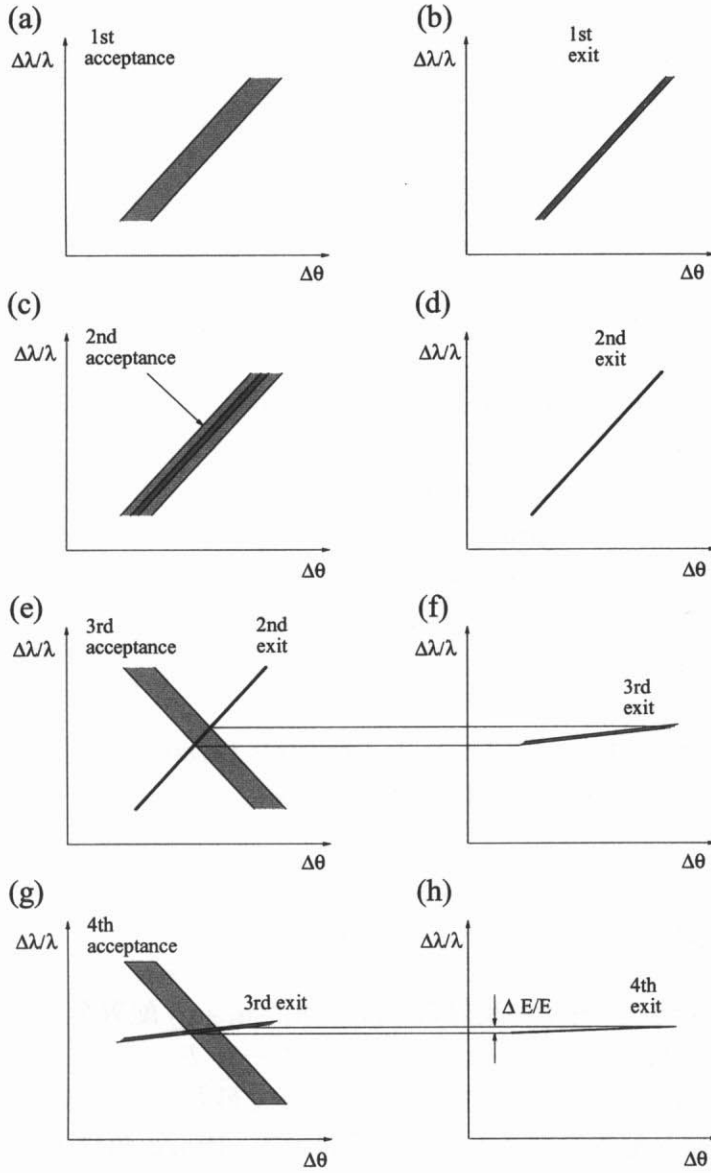 (a)
Δλ/λ
1st
acceptance
Δθ
(b)
Δλ/λ
1st
exit
Δθ
(c)
Δλ/λ
2nd
acceptance
Δθ
(d)
Δλ/λ
2nd
exit
Δθ
(e)
Δλ/λ
3rd
acceptance
2nd
exit
Δθ
(f)
Δλ/λ
3rd
exit
Δθ
(g)
Δλ/λ
4th
acceptance
3rd exit
Δθ
(h)
Δλ/λ
Δ E/E
4th
exit
Δθ